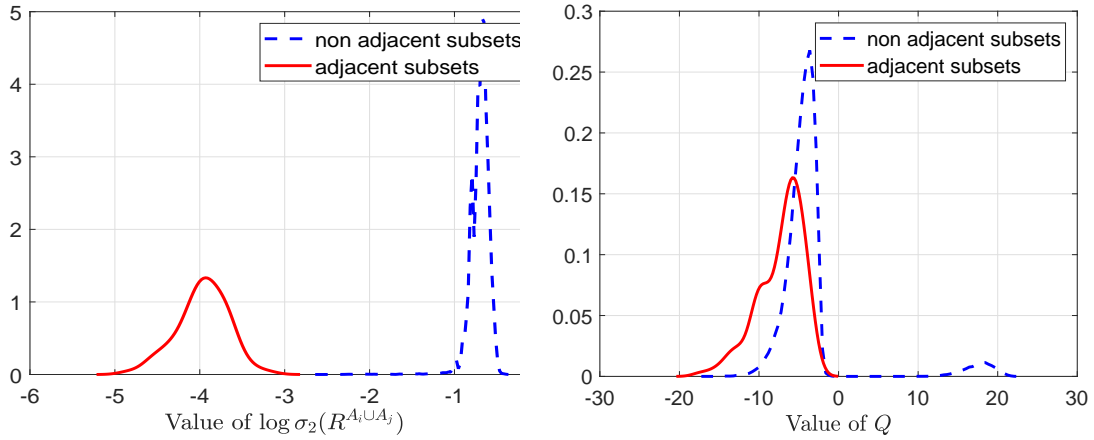 5
4
3
2
1
0
-6 -5 -4 -3 -2 -1
Value of log σ₂(R^{A_i∪A_j})
non adjacent subsets
adjacent subsets
0.3
0.25
0.2
0.15
0.1
0.05
0
-30 -20 -10 0 10 20 30
Value of Q
non adjacent subsets
adjacent subsets